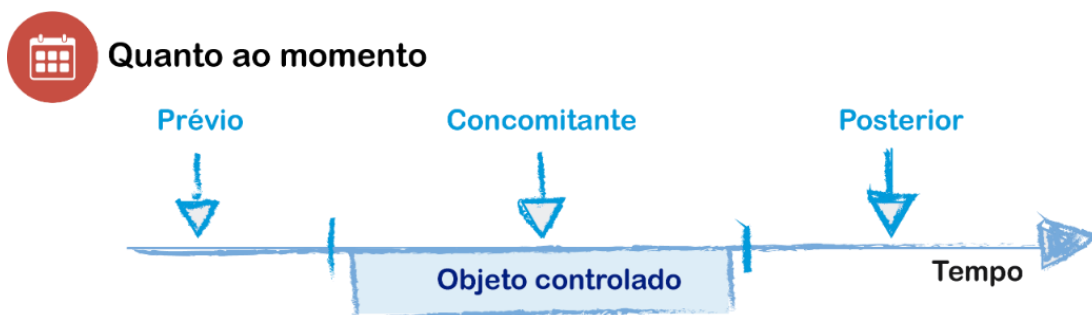 Quanto ao momento
Prévio Concomitante Posterior
Objeto controlado
Tempo